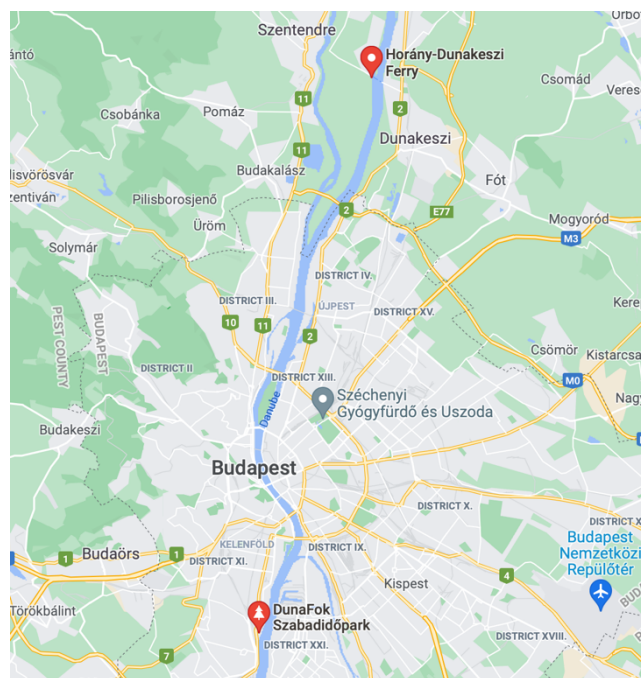 Szentendre
Horány-Dunakeszi
Ferry
11
2
Csomád
Csobánka
Pomáz
11
Dunakeszi
Budakalász
Fót
Pilisborosjenő
Üröm
2
E77
Mogyoród
M3
Solymár
DISTRICT IV.
DISTRICT III.
ÚJPEST
DISTRICT XV.
10
11
2
Csömör
Kistarcsa
PEST COUNTY
BUDAPEST
DISTRICT II
DISTRICT XIII.
M0
Danube
Széchenyi
Gyógyfürdő és Uszoda
Budakeszi
Budapest
DISTRICT X.
Budapest
Nemzetközi
Repülőtér
KELENFÖLD
DISTRICT IX.
1
Budaörs
1
DISTRICT XI.
4
Kispest
Törökbálint
DunaFok
Szabadidőpark
DISTRICT XVIII.
DISTRICT XXI.
7